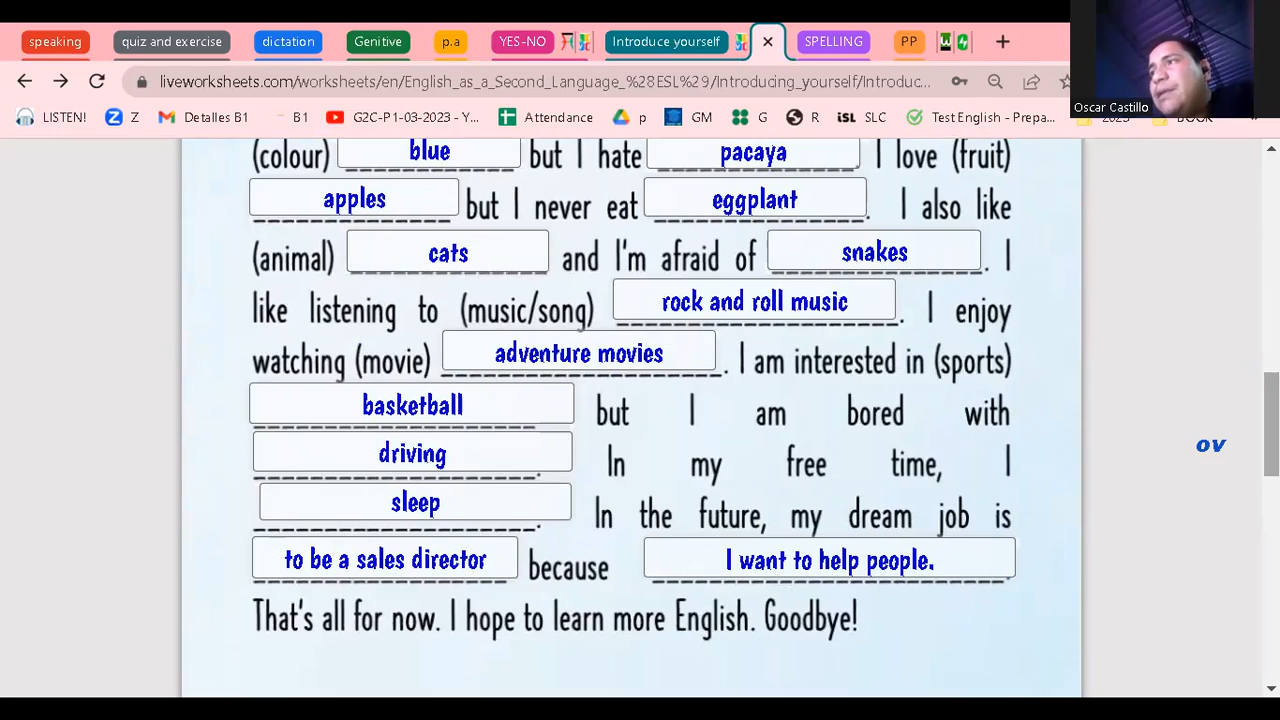 speaking quiz and exercise dictation Genitive p.a YES-NO Introduce yourself SPELLING PP
liveworksheets.com/worksheets/en/English_as_a_Second_Language_%28ESL%29/Introducing_yourself/Introduc...
Oscar Castillo
LISTEN! Z Detalles B1 B1 G2C-P1-03-2023 - Y... Attendance p GM G R iSL SLC Test English - Prepa...
(colour) blue but I hate pacaya. I love (fruit)
apples but I never eat eggplant. I also like
(animal) cats and I'm afraid of snakes. I
like listening to (music/song) rock and roll music. I enjoy
watching (movie) adventure movies. I am interested in (sports)
basketball but I am bored with
driving. In my free time, I
sleep. In the future, my dream job is
to be a sales director because I want to help people.
That's all for now. I hope to learn more English. Goodbye!
ov